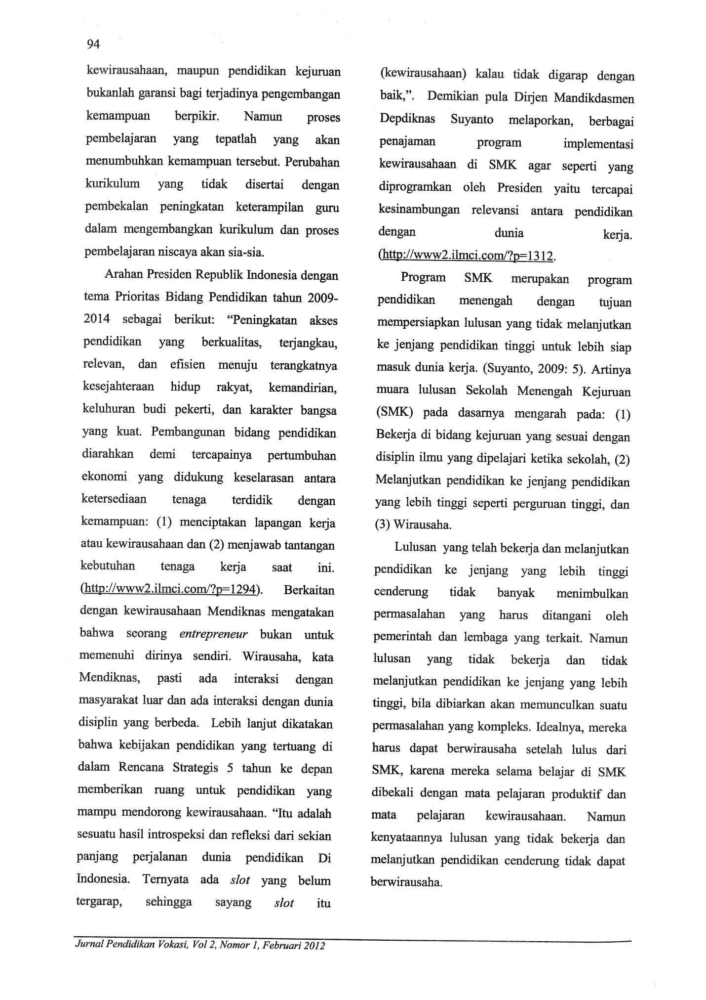 94
kewirausahaan, maupun pendidikan kejuruan
bukanlah garansi bagi terjadinya pengembangan
kemampuan berpikir. Namun proses
pembelajaran yang tepatlah yang akan
menumbuhkan kemampuan tersebut. Perubahan
kurikulum yang tidak disertai dengan
pembekalan peningkatan keterampilan guru
dalam mengembangkan kurikulum dan proses
pembelajaran niscaya akan sia-sia.
Arahan Presiden Republik Indonesia dengan
tema Prioritas Bidang Pendidikan tahun 2009-
2014 sebagai berikut: “Peningkatan akses
pendidikan yang berkualitas, terjangkau,
relevan, dan efisien menuju terangkatnya
kesejahteraan hidup rakyat, kemandirian,
keluhuran budi pekerti, dan karakter bangsa
yang kuat. Pembangunan bidang pendidikan
diarahkan demi tercapainya pertumbuhan
ekonomi yang didukung keselarasan antara
ketersediaan tenaga terdidik dengan
kemampuan: (1) menciptakan lapangan kerja
atau kewirausahaan dan (2) menjawab tantangan
kebutuhan tenaga kerja saat ini.
(http://www2.ilmci.com/?p=1294). Berkaitan
dengan kewirausahaan Mendiknas mengatakan
bahwa seorang entrepreneur bukan untuk
memenuhi dirinya sendiri. Wirausaha, kata
Mendiknas, pasti ada interaksi dengan
masyarakat luar dan ada interaksi dengan dunia
disiplin yang berbeda. Lebih lanjut dikatakan
bahwa kebijakan pendidikan yang tertuang di
dalam Rencana Strategis 5 tahun ke depan
memberikan ruang untuk pendidikan yang
mampu mendorong kewirausahaan. “Itu adalah
sesuatu hasil introspeksi dan refleksi dari sekian
panjang perjalanan dunia pendidikan Di
Indonesia. Ternyata ada slot yang belum
tergarap, sehingga sayang slot itu
(kewirausahaan) kalau tidak digarap dengan
baik,”. Demikian pula Dirjen Mandikdasmen
Depdiknas Suyanto melaporkan, berbagai
penajaman program implementasi
kewirausahaan di SMK agar seperti yang
diprogramkan oleh Presiden yaitu tercapai
kesinambungan relevansi antara pendidikan
dengan dunia kerja.
(http://www2.ilmci.com/?p=1312.
Program SMK merupakan program
pendidikan menengah dengan tujuan
mempersiapkan lulusan yang tidak melanjutkan
ke jenjang pendidikan tinggi untuk lebih siap
masuk dunia kerja. (Suyanto, 2009: 5). Artinya
muara lulusan Sekolah Menengah Kejuruan
(SMK) pada dasarnya mengarah pada: (1)
Bekerja di bidang kejuruan yang sesuai dengan
disiplin ilmu yang dipelajari ketika sekolah, (2)
Melanjutkan pendidikan ke jenjang pendidikan
yang lebih tinggi seperti perguruan tinggi, dan
(3) Wirausaha.
Lulusan yang telah bekerja dan melanjutkan
pendidikan ke jenjang yang lebih tinggi
cenderung tidak banyak menimbulkan
permasalahan yang harus ditangani oleh
pemerintah dan lembaga yang terkait. Namun
lulusan yang tidak bekerja dan tidak
melanjutkan pendidikan ke jenjang yang lebih
tinggi, bila dibiarkan akan memunculkan suatu
permasalahan yang kompleks. Idealnya, mereka
harus dapat berwirausaha setelah lulus dari
SMK, karena mereka selama belajar di SMK
dibekali dengan mata pelajaran produktif dan
mata pelajaran kewirausahaan. Namun
kenyataannya lulusan yang tidak bekerja dan
melanjutkan pendidikan cenderung tidak dapat
berwirausaha.
Jurnal Pendidikan Vokasi, Vol 2, Nomor 1, Februari 2012